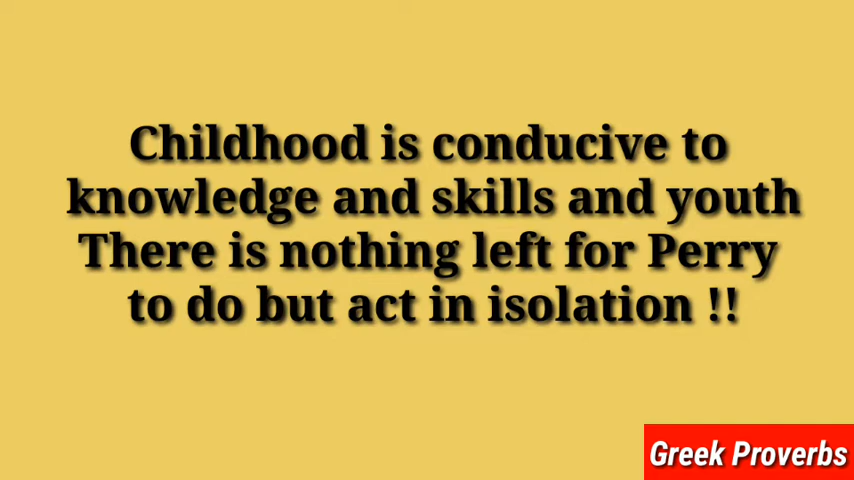 Childhood is conducive to
knowledge and skills and youth
There is nothing left for Perry
to do but act in isolation !!
Greek Proverbs